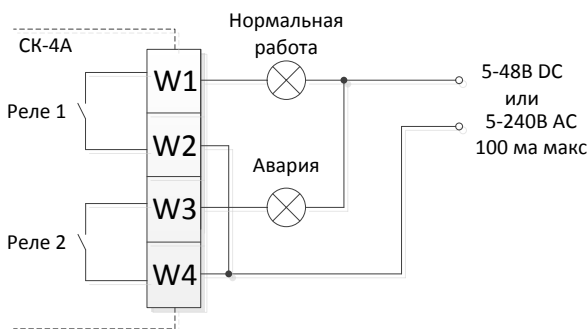 Нормальная
работа
СК-4А
W1
5-48В DC
или
5-240В AC
100 ма макс
Реле 1
W2
Авария
W3
Реле 2
W4